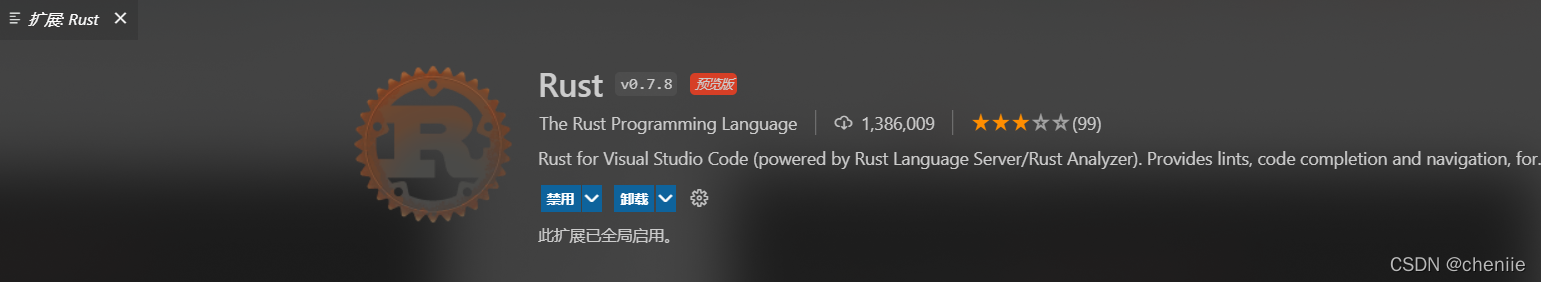 扩展: Rust
Rust v0.7.8 预览版
The Rust Programming Language 1,386,009 (99)
Rust for Visual Studio Code (powered by Rust Language Server/Rust Analyzer). Provides lints, code completion and navigation, for...
禁用 卸载
此扩展已全局启用。
CSDN @cheniie